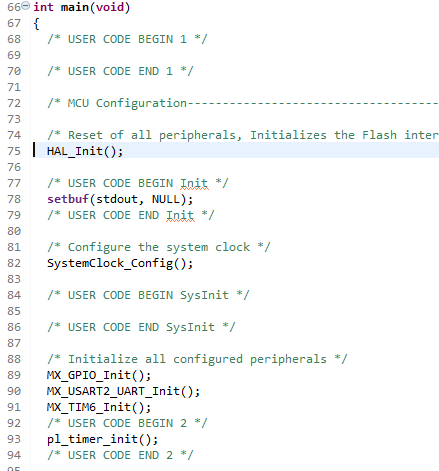 66 int main(void)
67 {
68 /* USER CODE BEGIN 1 */
69
70 /* USER CODE END 1 */
71
72 /* MCU Configuration------------------------------------
73
74 /* Reset of all peripherals, Initializes the Flash inter
75 HAL_Init();
76
77 /* USER CODE BEGIN Init */
78 setbuf(stdout, NULL);
79 /* USER CODE END Init */
80
81 /* Configure the system clock */
82 SystemClock_Config();
83
84 /* USER CODE BEGIN SysInit */
85
86 /* USER CODE END SysInit */
87
88 /* Initialize all configured peripherals */
89 MX_GPIO_Init();
90 MX_USART2_UART_Init();
91 MX_TIM6_Init();
92 /* USER CODE BEGIN 2 */
93 pl_timer_init();
94 /* USER CODE END 2 */
95